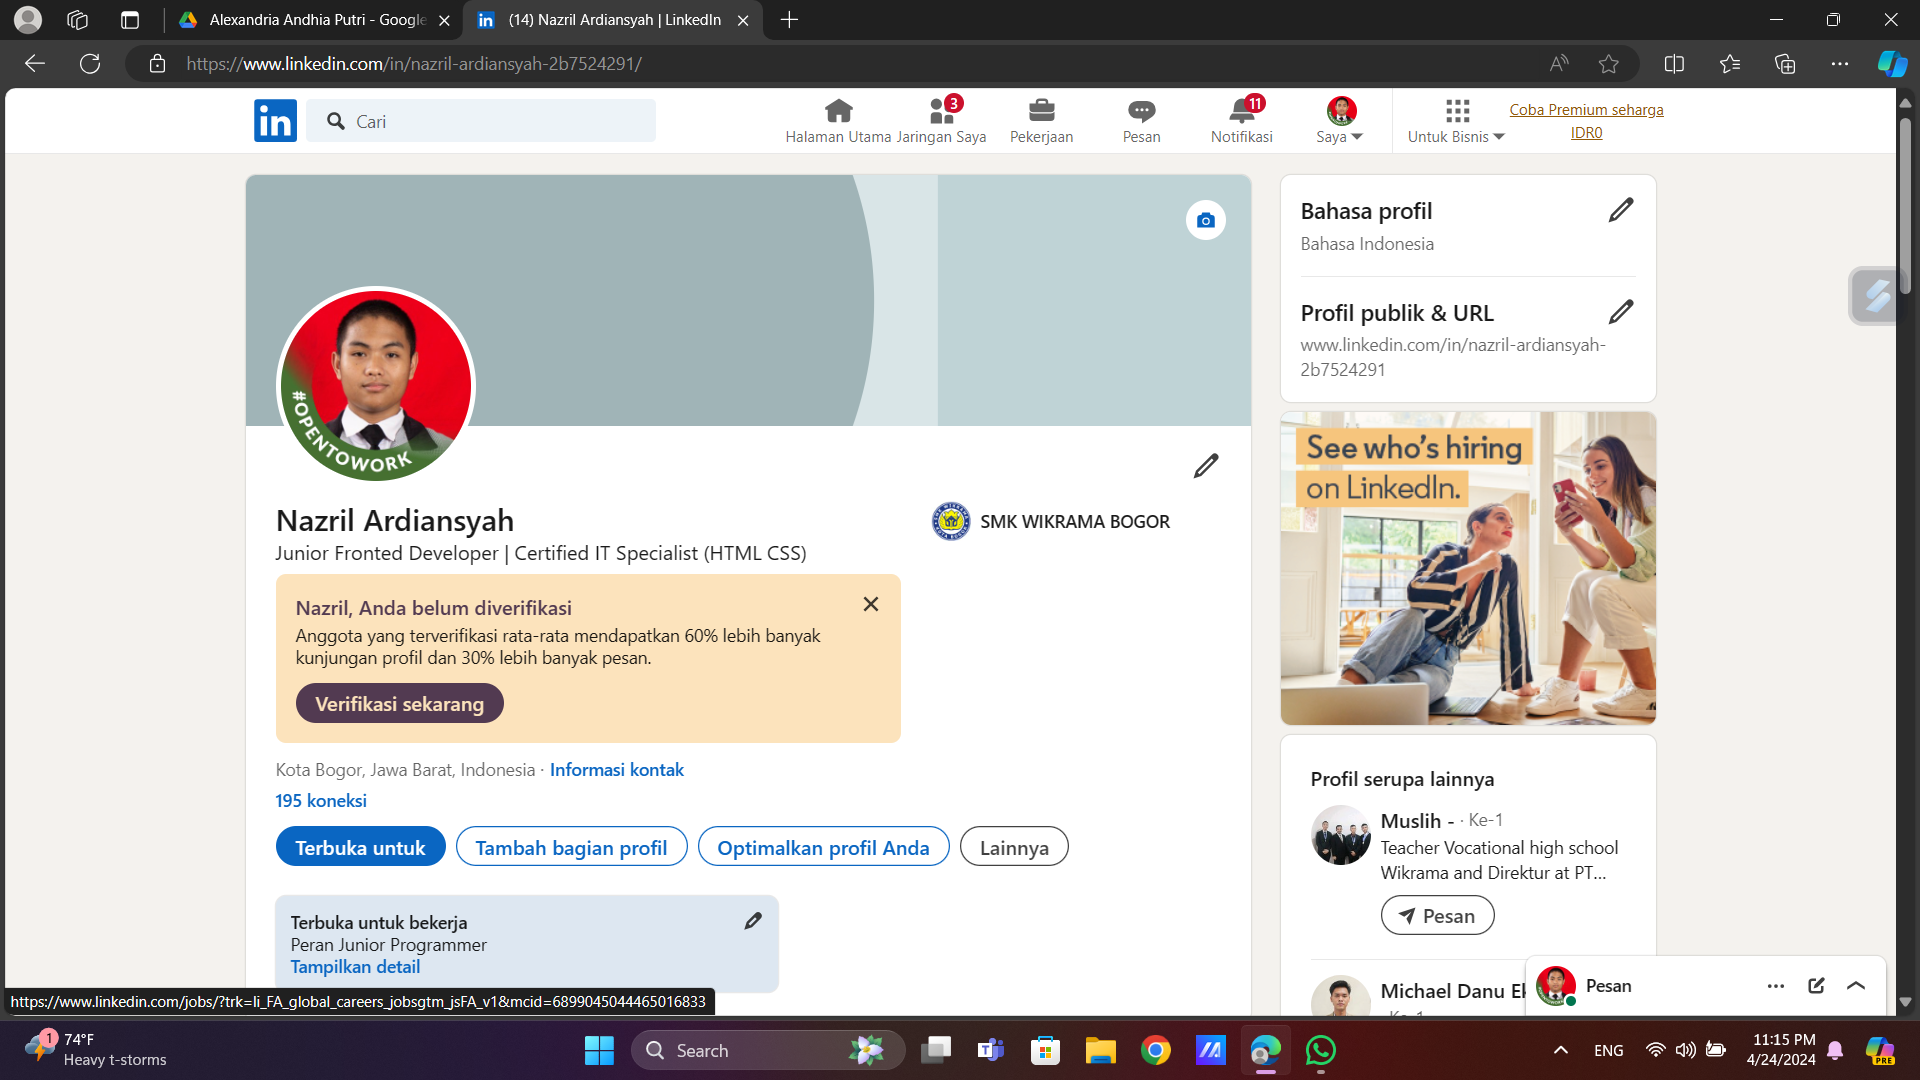 Alexandria Andhia Putri - Google
(14) Nazril Ardiansyah | LinkedIn
https://www.linkedin.com/in/nazril-ardiansyah-2b7524291/
in
Cari
Halaman Utama
3
Jaringan Saya
Pekerjaan
Pesan
11
Notifikasi
Saya
Untuk Bisnis
Coba Premium seharga
IDR0
#OPENTOWORK
Nazril Ardiansyah
Junior Fronted Developer | Certified IT Specialist (HTML CSS)
SMK WIKRAMA BOGOR
Nazril, Anda belum diverifikasi
Anggota yang terverifikasi rata-rata mendapatkan 60% lebih banyak
kunjungan profil dan 30% lebih banyak pesan.
Verifikasi sekarang
Kota Bogor, Jawa Barat, Indonesia · Informasi kontak
195 koneksi
Terbuka untuk
Tambah bagian profil
Optimalkan profil Anda
Lainnya
Terbuka untuk bekerja
Peran Junior Programmer
Tampilkan detail
Bahasa profil
Bahasa Indonesia
Profil publik & URL
www.linkedin.com/in/nazril-ardiansyah-
2b7524291
See who's hiring
on LinkedIn.
Profil serupa lainnya
Muslih - · Ke-1
Teacher Vocational high school
Wikrama and Direktur at PT...
Pesan
Michael Danu
Pesan
https://www.linkedin.com/jobs/?trk=li_FA_global_careers_jobsgtm_jsFA_v1&mcid=6899045044465016833
1
74°F
Heavy t-storms
Search
ENG
11:15 PM
4/24/2024
PRE